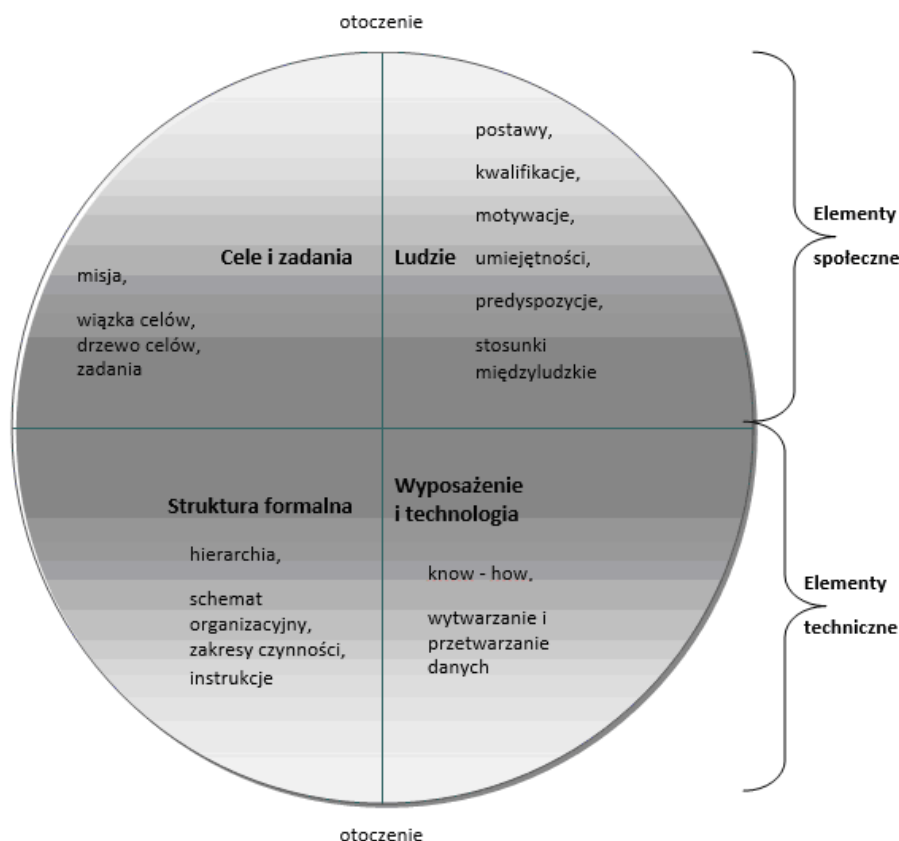 otoczenie
Cele i zadania
misja,
wiązka celów,
drzewo celów,
zadania
Ludzie
postawy,
kwalifikacje,
motywacje,
umiejętności,
predyspozycje,
stosunki
międzyludzkie
Elementy
społeczne
Struktura formalna
hierarchia,
schemat
organizacyjny,
zakresy czynności,
instrukcje
Wyposażenie
i technologia
know - how,
wytwarzanie i
przetwarzanie
danych
Elementy
techniczne
otoczenie